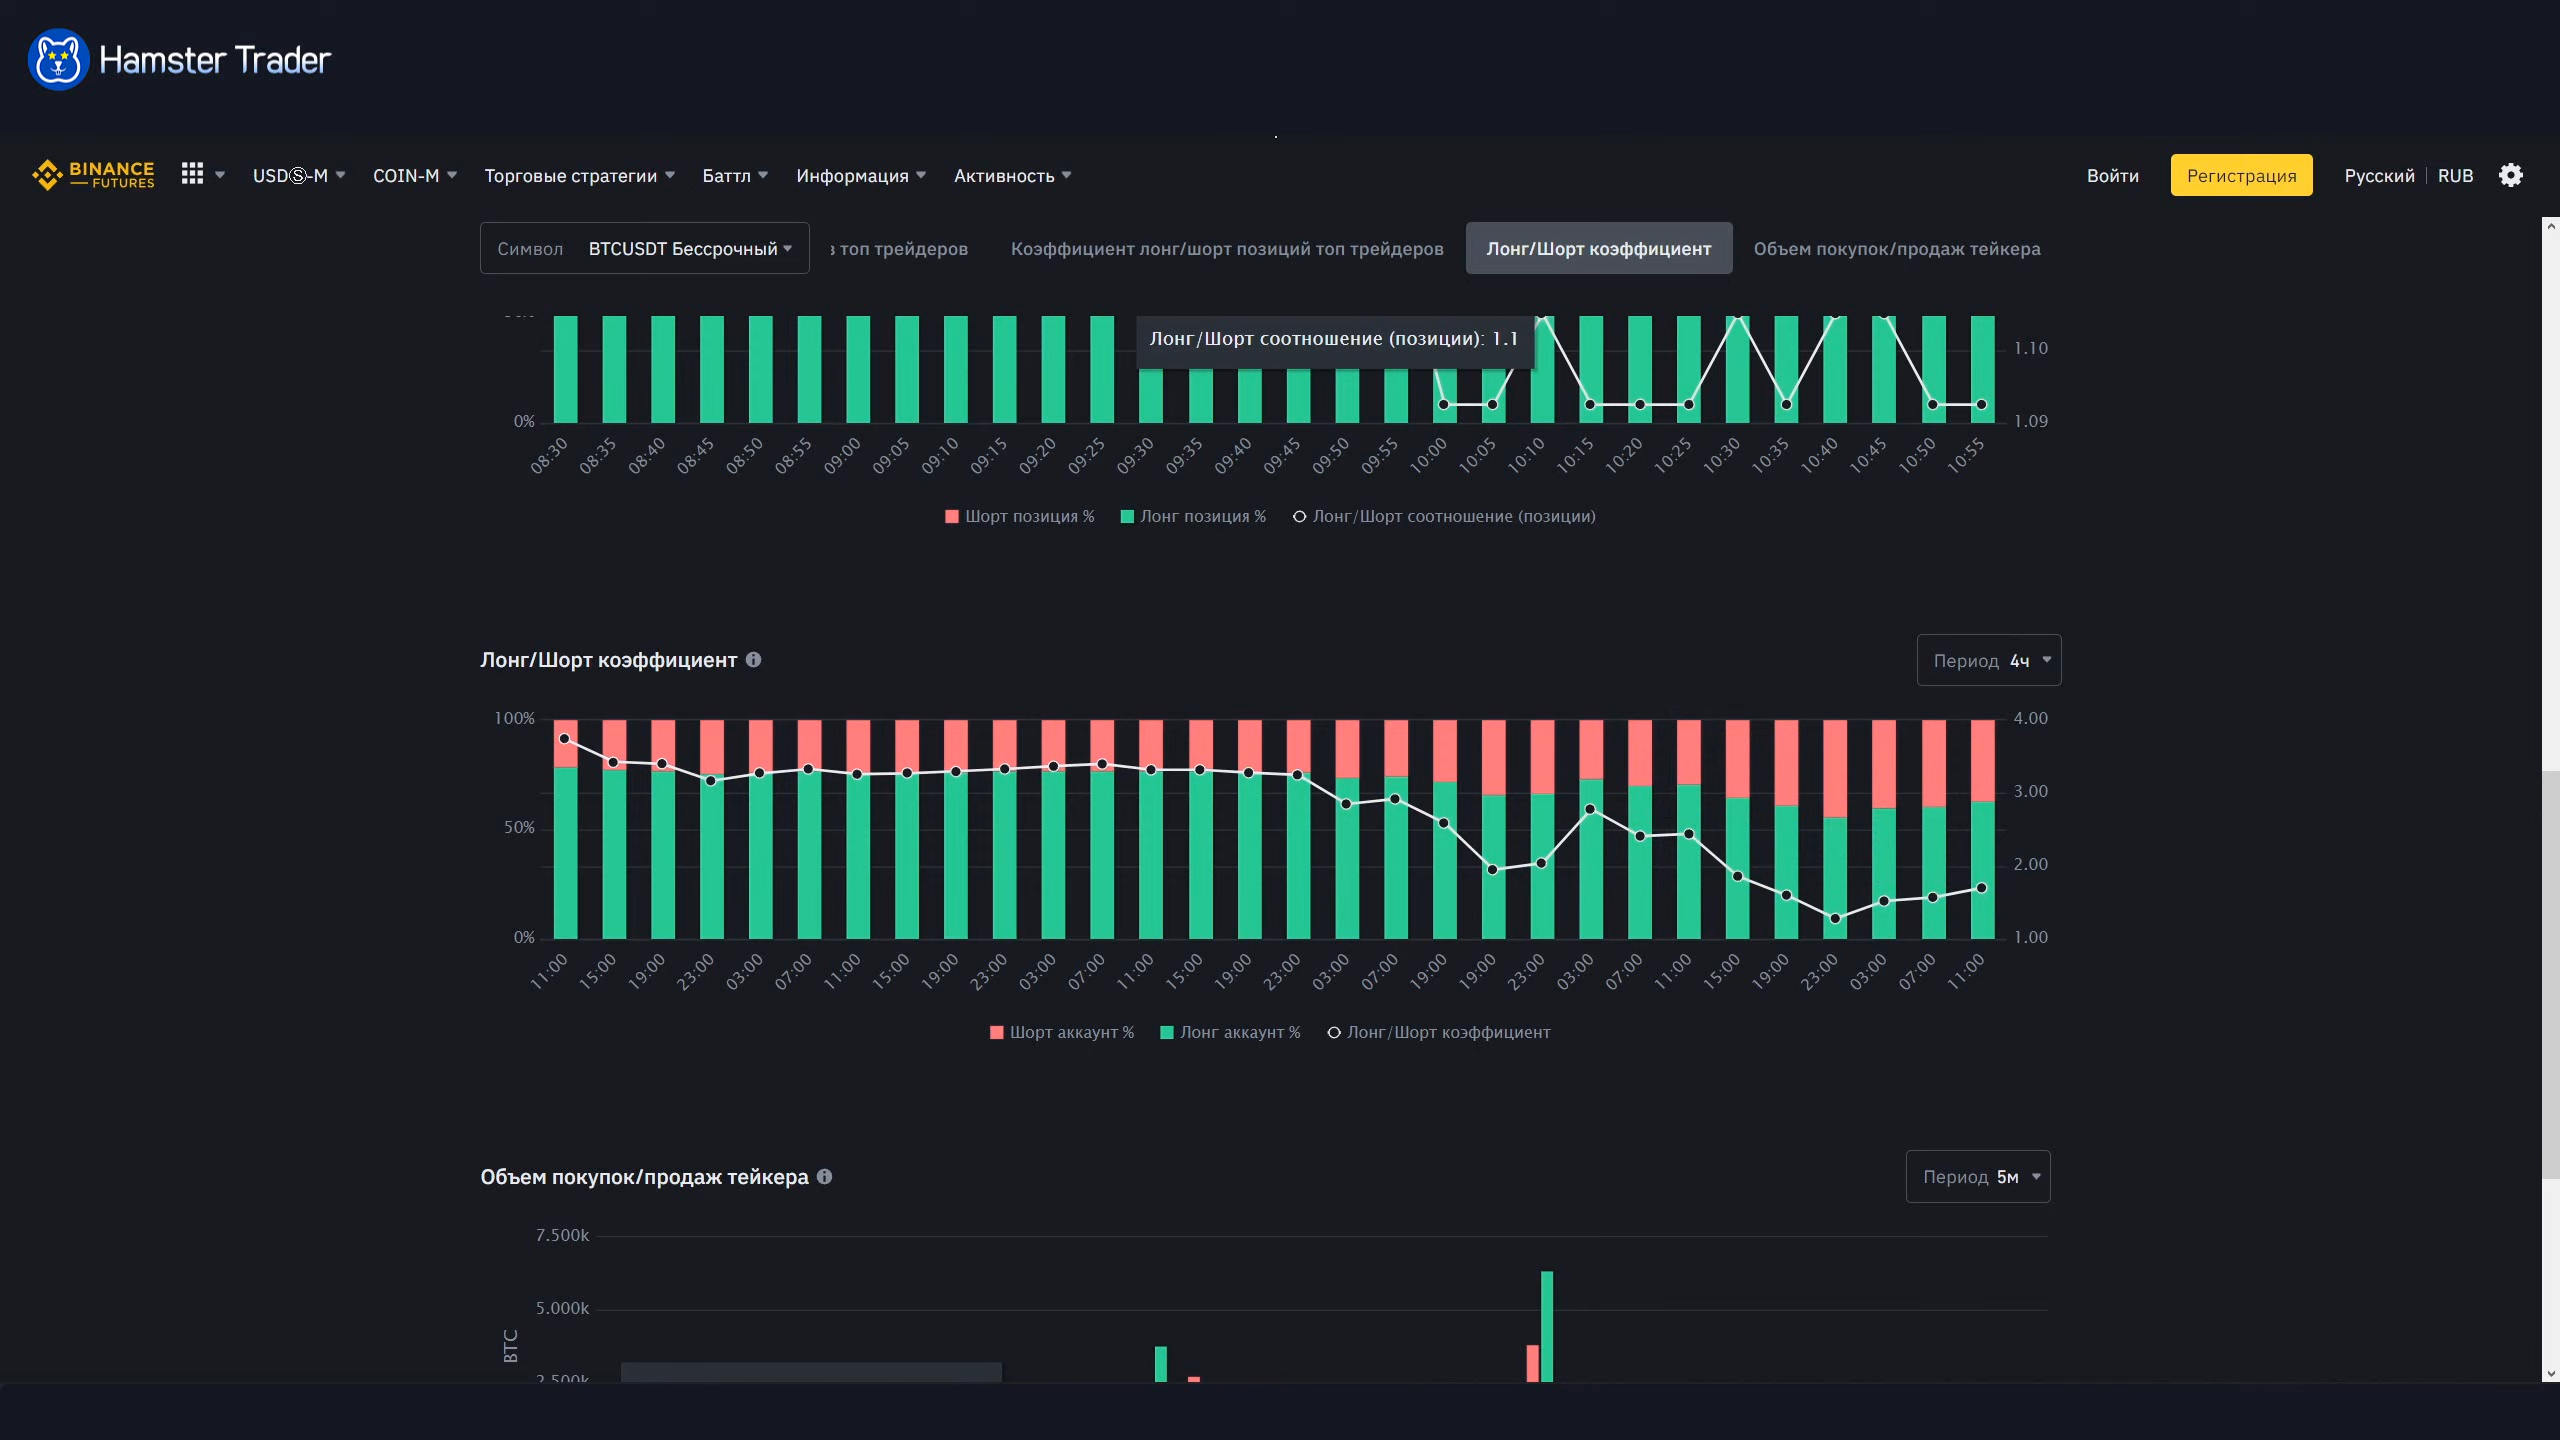 Hamster Trader
BINANCE
FUTURES
USDⓈ-M
COIN-M
Торговые стратегии
Баттл
Информация
Активность
Войти
Регистрация
Русский
RUB
Символ BTCUSDT Бессрочный
в топ трейдеров
Коэффициент лонг/шорт позиций топ трейдеров
Лонг/Шорт коэффициент
Объем покупок/продаж тейкера
Лонг/Шорт соотношение (позиции): 1.1
1.10
0%
1.09
08:30 08:35 08:40 08:45 08:50 08:55 09:00 09:05 09:10 09:15 09:20 09:25 09:30 09:35 09:40 09:45 09:50 09:55 10:00 10:05 10:10 10:15 10:20 10:25 10:30 10:35 10:40 10:45 10:50 10:55
Шорт позиция % Лонг позиция % Лонг/Шорт соотношение (позиции)
Лонг/Шорт коэффициент
Период 4ч
100%
4.00
3.00
50%
2.00
0%
1.00
11:00 15:00 19:00 23:00 03:00 07:00 11:00 15:00 19:00 23:00 03:00 07:00 11:00 15:00 19:00 23:00 03:00 07:00 19:00 19:00 23:00 03:00 07:00 11:00 15:00 19:00 23:00 03:00 07:00 11:00
Шорт аккаунт % Лонг аккаунт % Лонг/Шорт коэффициент
Объем покупок/продаж тейкера
Период 5м
7.500k
5.000k
BTC
2.500k